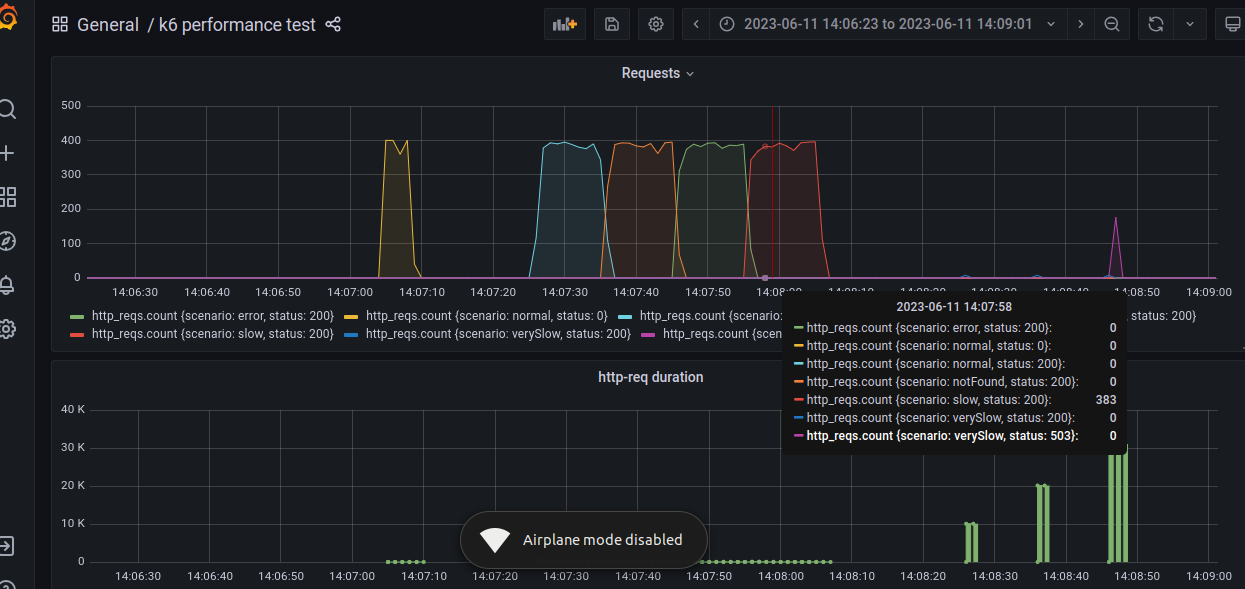 General / k6 performance test
2023-06-11 14:06:23 to 2023-06-11 14:09:01
Requests
500
400
300
200
100
0
14:06:30 14:06:40 14:06:50 14:07:00 14:07:10 14:07:20 14:07:30 14:07:40 14:07:50 14:08:00 14:08:10 14:08:20 14:08:30 14:08:40 14:08:50 14:09:00
http_reqs.count {scenario: error, status: 200} http_reqs.count {scenario: normal, status: 0} http_reqs.count {scenario: status: 200}
http_reqs.count {scenario: slow, status: 200} http_reqs.count {scenario: verySlow, status: 200} http_reqs.count {scen
2023-06-11 14:07:58
http_reqs.count {scenario: error, status: 200}: 0
http_reqs.count {scenario: normal, status: 0}: 0
http_reqs.count {scenario: normal, status: 200}: 0
http_reqs.count {scenario: notFound, status: 200}: 0
http_reqs.count {scenario: slow, status: 200}: 383
http_reqs.count {scenario: verySlow, status: 200}: 0
http_reqs.count {scenario: verySlow, status: 503}: 0
http-req duration
40 K
30 K
20 K
10 K
0
14:06:30 14:06:40 14:06:50 14:07:00 14:07:10 14:07:20 14:07:30 14:07:40 14:07:50 14:08:00 14:08:10 14:08:20 14:08:30 14:08:40 14:08:50 14:09:00
Airplane mode disabled